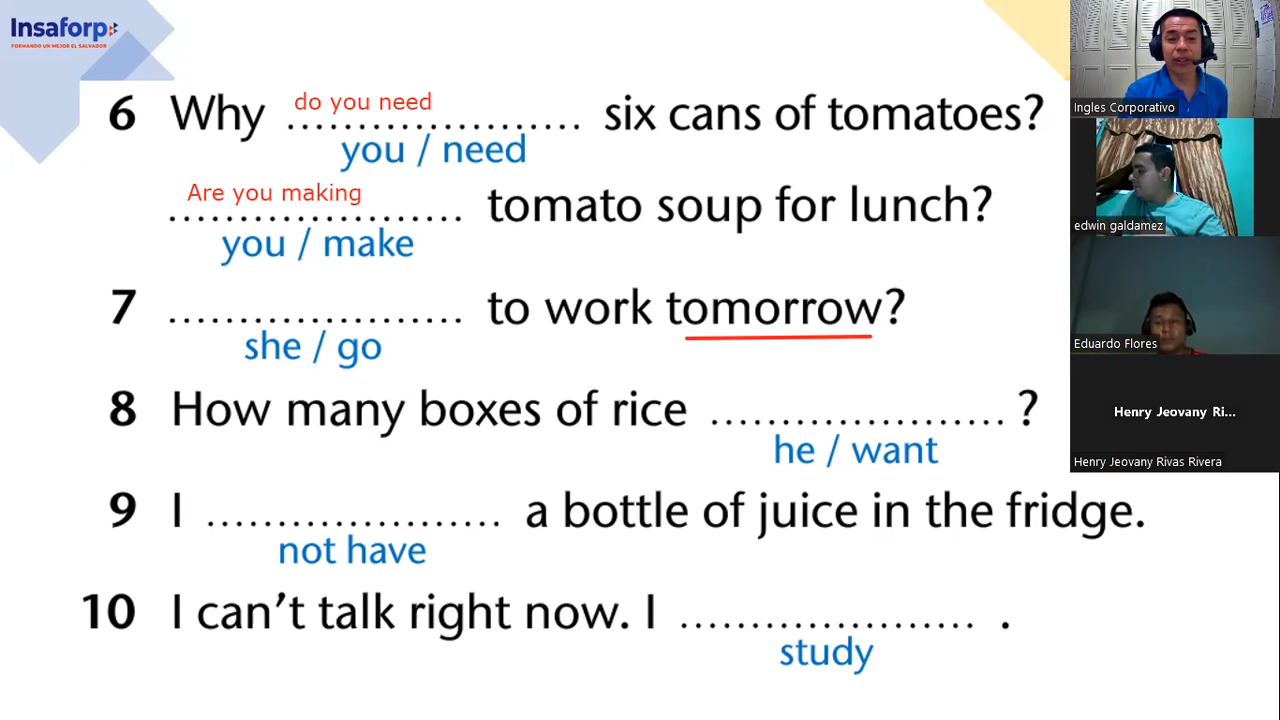 Insaforp
FORMANDO UN MEJOR EL SALVADOR
6 Why do you need six cans of tomatoes?
you / need
Are you making tomato soup for lunch?
you / make
7 ...................... to work tomorrow?
she / go
8 How many boxes of rice ...................... ?
he / want
9 I ...................... a bottle of juice in the fridge.
not have
10 I can't talk right now. I ...................... .
study
Ingles Corporativo
edwin galdamez
Eduardo Flores
Henry Jeovany Ri...
Henry Jeovany Rivas Rivera